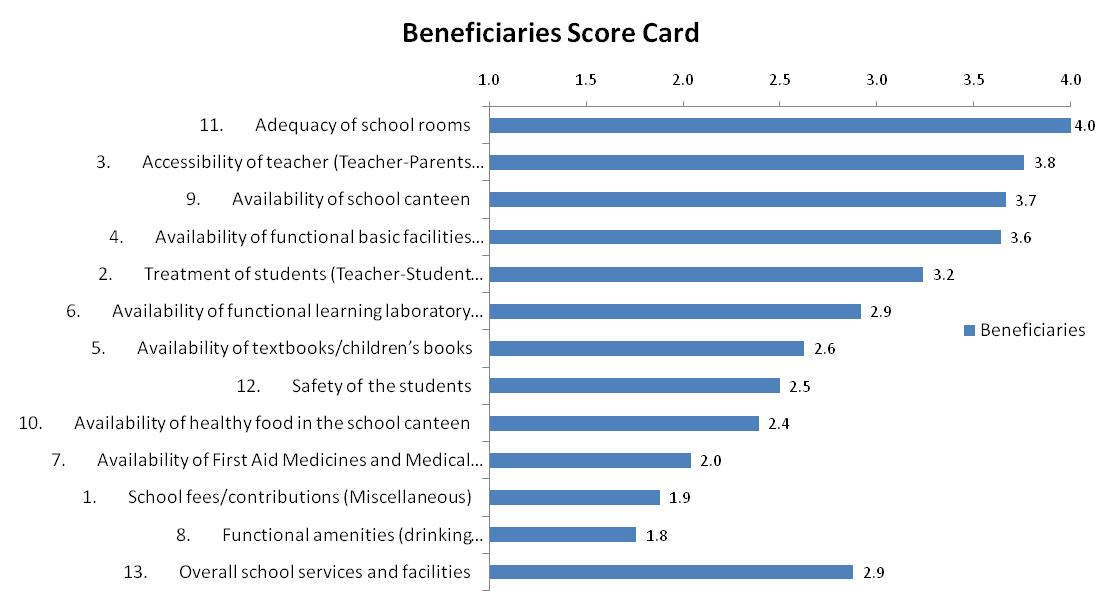 Beneficiaries Score Card
1.0 1.5 2.0 2.5 3.0 3.5 4.0
11. Adequacy of school rooms 4.0
3. Accessibility of teacher (Teacher-Parents... 3.8
9. Availability of school canteen 3.7
4. Availability of functional basic facilities... 3.6
2. Treatment of students (Teacher-Student... 3.2
6. Availability of functional learning laboratory... 2.9
Beneficiaries
5. Availability of textbooks/children’s books 2.6
12. Safety of the students 2.5
10. Availability of healthy food in the school canteen 2.4
7. Availability of First Aid Medicines and Medical... 2.0
1. School fees/contributions (Miscellaneous) 1.9
8. Functional amenities (drinking... 1.8
13. Overall school services and facilities 2.9